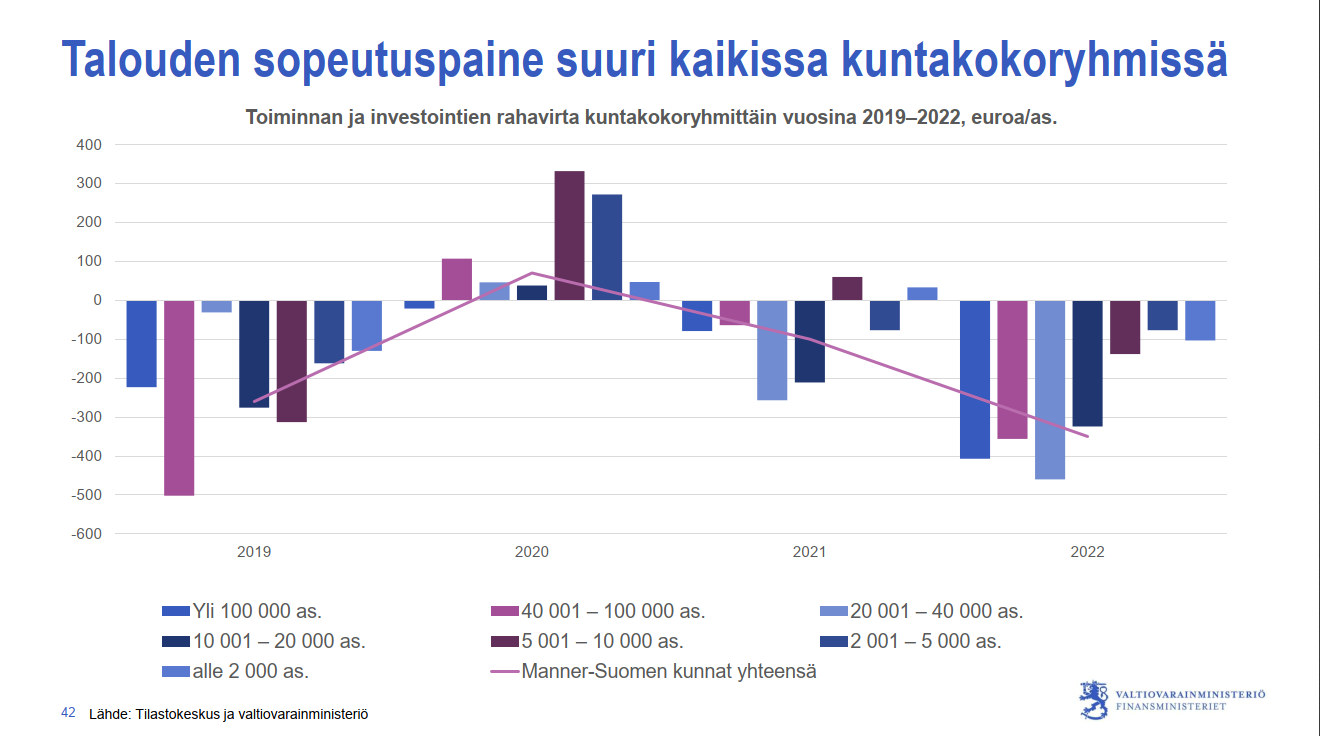 Talouden sopeutuspaine suuri kaikissa kuntakokoryhmissä
Toiminnan ja investointien rahavirta kuntakokoryhmittäin vuosina 2019–2022, euroa/as.
400
300
200
100
0
-100
-200
-300
-400
-500
-600
2019 2020 2021 2022
Yli 100 000 as. 40 001 – 100 000 as. 20 001 – 40 000 as.
10 001 – 20 000 as. 5 001 – 10 000 as. 2 001 – 5 000 as.
alle 2 000 as. Manner-Suomen kunnat yhteensä
VALTIOVARAINMINISTERIÖ
FINANSMINISTERIET
42 Lähde: Tilastokeskus ja valtiovarainministeriö